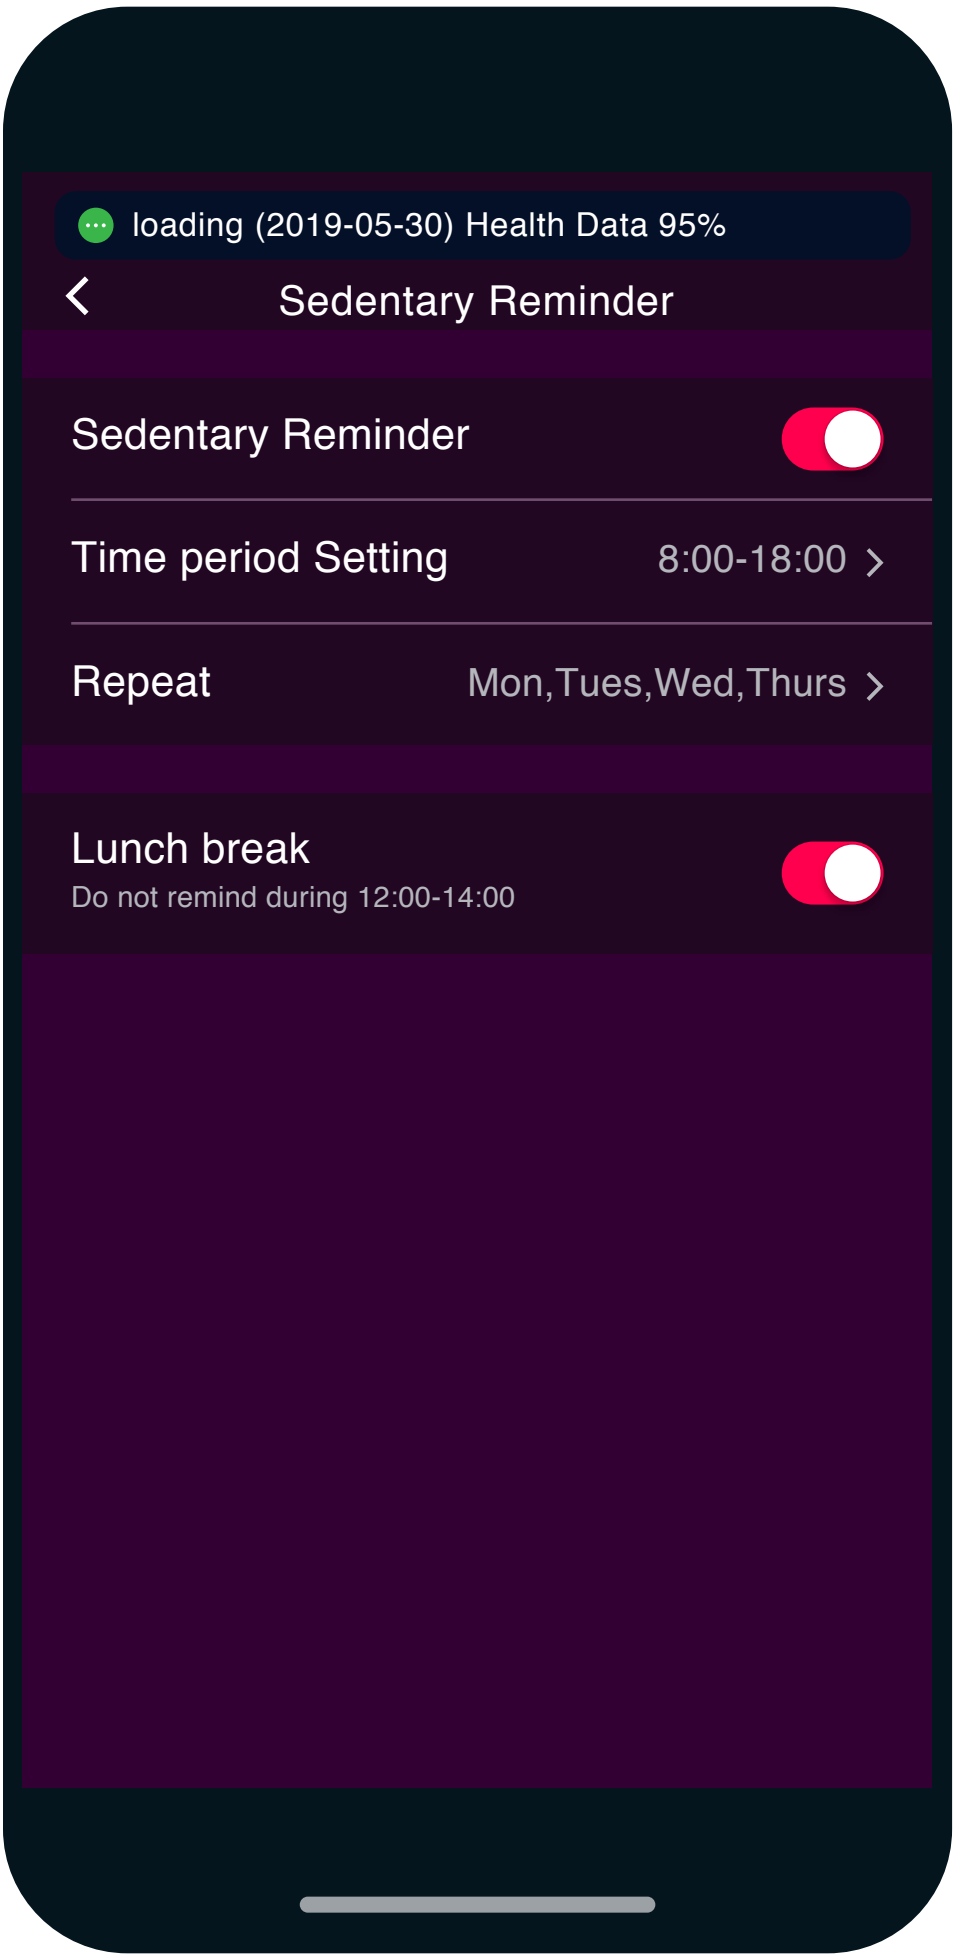 loading (2019-05-30) Health Data 95%
Sedentary Reminder
Sedentary Reminder
Time period Setting 8:00-18:00
Repeat Mon,Tues,Wed,Thurs
Lunch break
Do not remind during 12:00-14:00